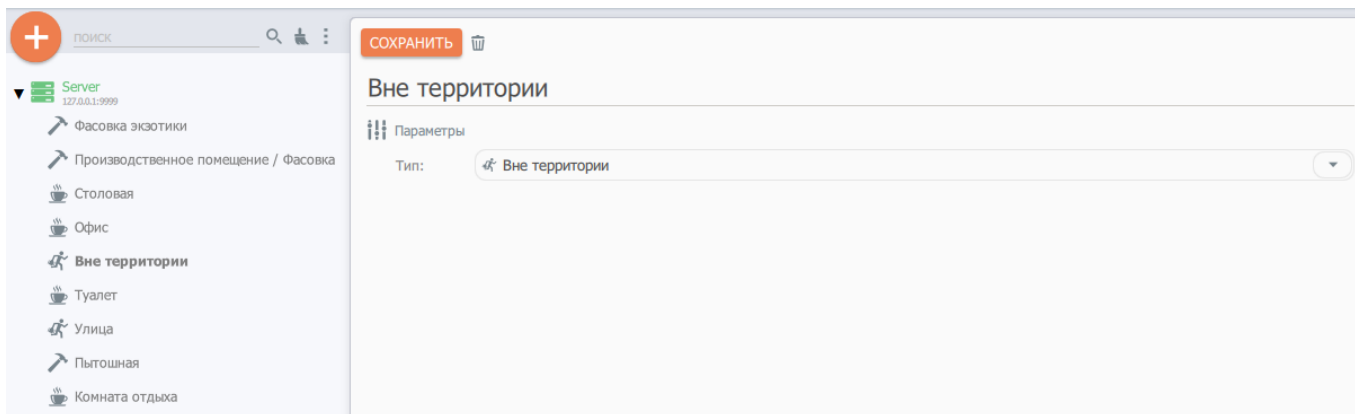 поиск
Server
127.0.0.1:9999
Фасовка экзотики
Производственное помещение / Фасовка
Столовая
Офис
Вне территории
Туалет
Улица
Пытошная
Комната отдыха
СОХРАНИТЬ
Вне территории
Параметры
Тип: Вне территории